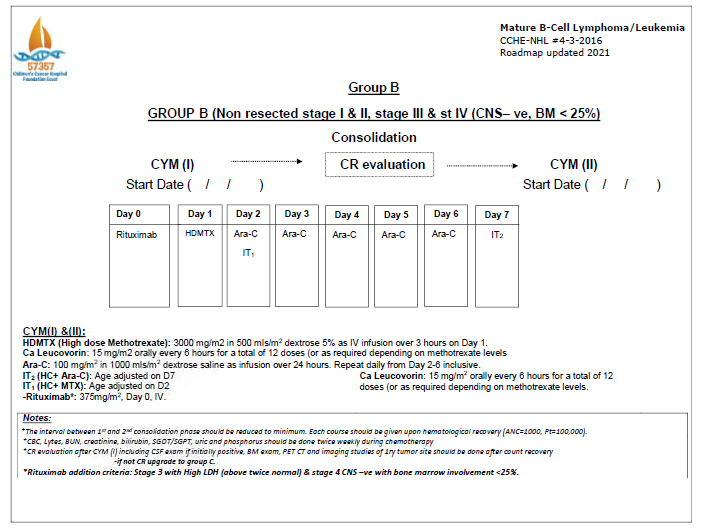 Mature B-Cell Lymphoma/Leukemia
CCHE-NHL #4-3-2016
Roadmap updated 2021
57357
Children's Cancer Hospital
Foundation Egypt
Group B
GROUP B (Non resected stage I & II, stage III & st IV (CNS– ve, BM < 25%)
Consolidation
CYM (I) CR evaluation CYM (II)
Start Date ( / / ) Start Date ( / / )
Day 0 Day 1 Day 2 Day 3 Day 4 Day 5 Day 6 Day 7
Rituximab HDMTX Ara-C Ara-C Ara-C Ara-C Ara-C IT2
IT1
CYM(I) &(II):
HDMTX (High dose Methotrexate): 3000 mg/m2 in 500 mls/m2 dextrose 5% as IV infusion over 3 hours on Day 1.
Ca Leucovorin: 15 mg/m2 orally every 6 hours for a total of 12 doses (or as required depending on methotrexate levels
Ara-C: 100 mg/m2 in 1000 mls/m2 dextrose saline as infusion over 24 hours. Repeat daily from Day 2-6 inclusive.
IT2 (HC+ Ara-C): Age adjusted on D7 Ca Leucovorin: 15 mg/m2 orally every 6 hours for a total of 12
IT1 (HC+ MTX): Age adjusted on D2 doses (or as required depending on methotrexate levels.
-Rituximab*: 375mg/m2, Day 0, IV.
Notes:
*The interval between 1st and 2nd consolidation phase should be reduced to minimum. Each course should be given upon hematological recovery (ANC=1000, Pt=100,000).
*CBC, Lytes, BUN, creatinine, bilirubin, SGOT/SGPT, uric and phosphorus should be done twice weekly during chemotherapy
*CR evaluation after CYM (I) including CSF exam if initially positive, BM exam, PET CT and imaging studies of 1ry tumor site should be done after count recovery
-if not CR upgrade to group C.
*Rituximab addition criteria: Stage 3 with High LDH (above twice normal) & stage 4 CNS –ve with bone marrow involvement <25%.